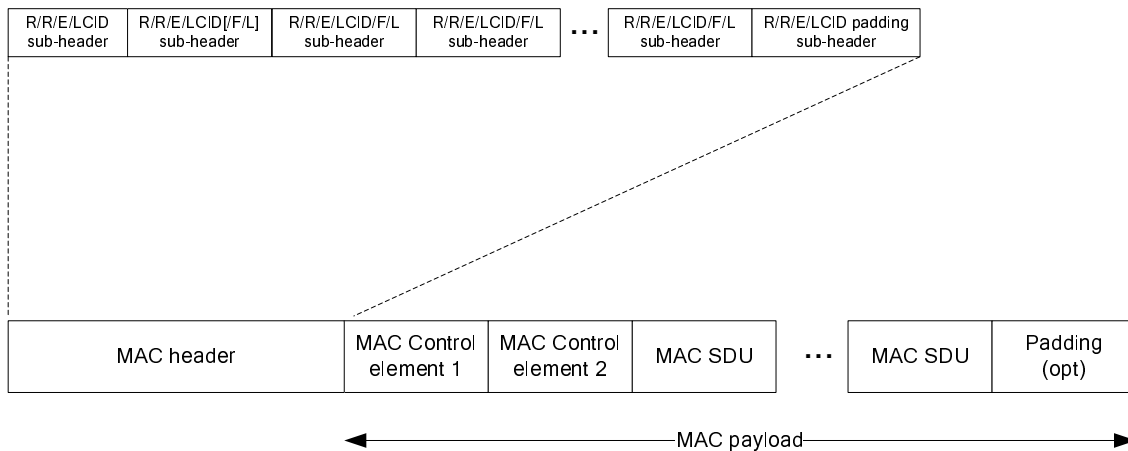 R/R/E/LCID
sub-header
R/R/E/LCID[/F/L]
sub-header
R/R/E/LCID/F/L
sub-header
R/R/E/LCID/F/L
sub-header
...
R/R/E/LCID/F/L
sub-header
R/R/E/LCID padding
sub-header
MAC header
MAC Control
element 1
MAC Control
element 2
MAC SDU
...
MAC SDU
Padding
(opt)
MAC payload